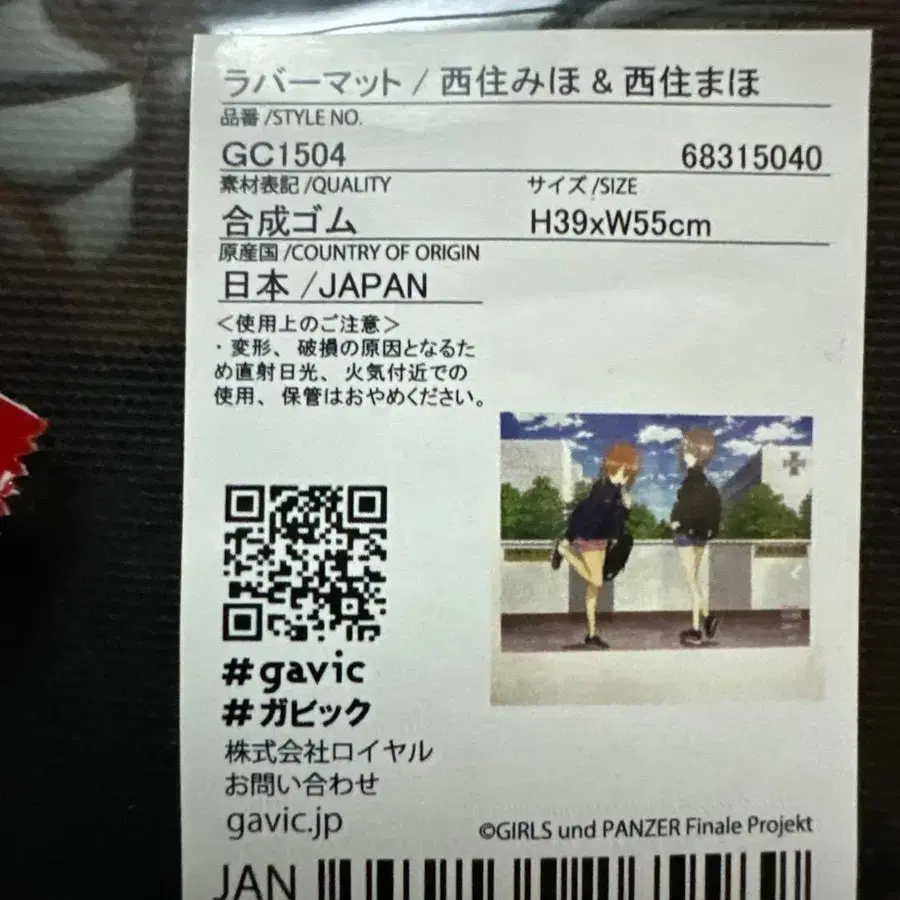 ラバーマット / 西住みほ & 西住まほ
品番 /STYLE NO.
GC1504 68315040
素材表記 /QUALITY サイズ /SIZE
合成ゴム H39xW55cm
原産国 /COUNTRY OF ORIGIN
日本 /JAPAN
＜使用上のご注意＞
・変形、破損の原因となるた
め直射日光、火気付近での
使用、保管はおやめください。
#gavic
#ガビック
株式会社ロイヤル
お問い合わせ
gavic.jp
©GIRLS und PANZER Finale Projekt
JAN